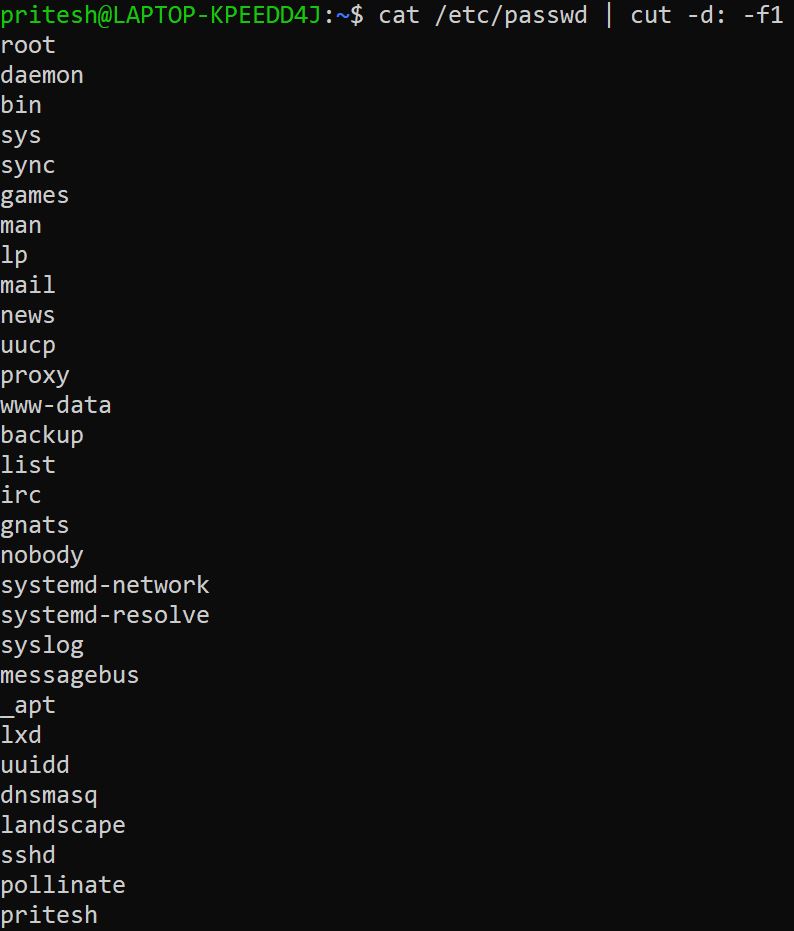 pritesh@LAPTOP-KPEEDD4J:~$ cat /etc/passwd | cut -d: -f1
root
daemon
bin
sys
sync
games
man
lp
mail
news
uucp
proxy
www-data
backup
list
irc
gnats
nobody
systemd-network
systemd-resolve
syslog
messagebus
_apt
lxd
uuidd
dnsmasq
landscape
sshd
pollinate
pritesh